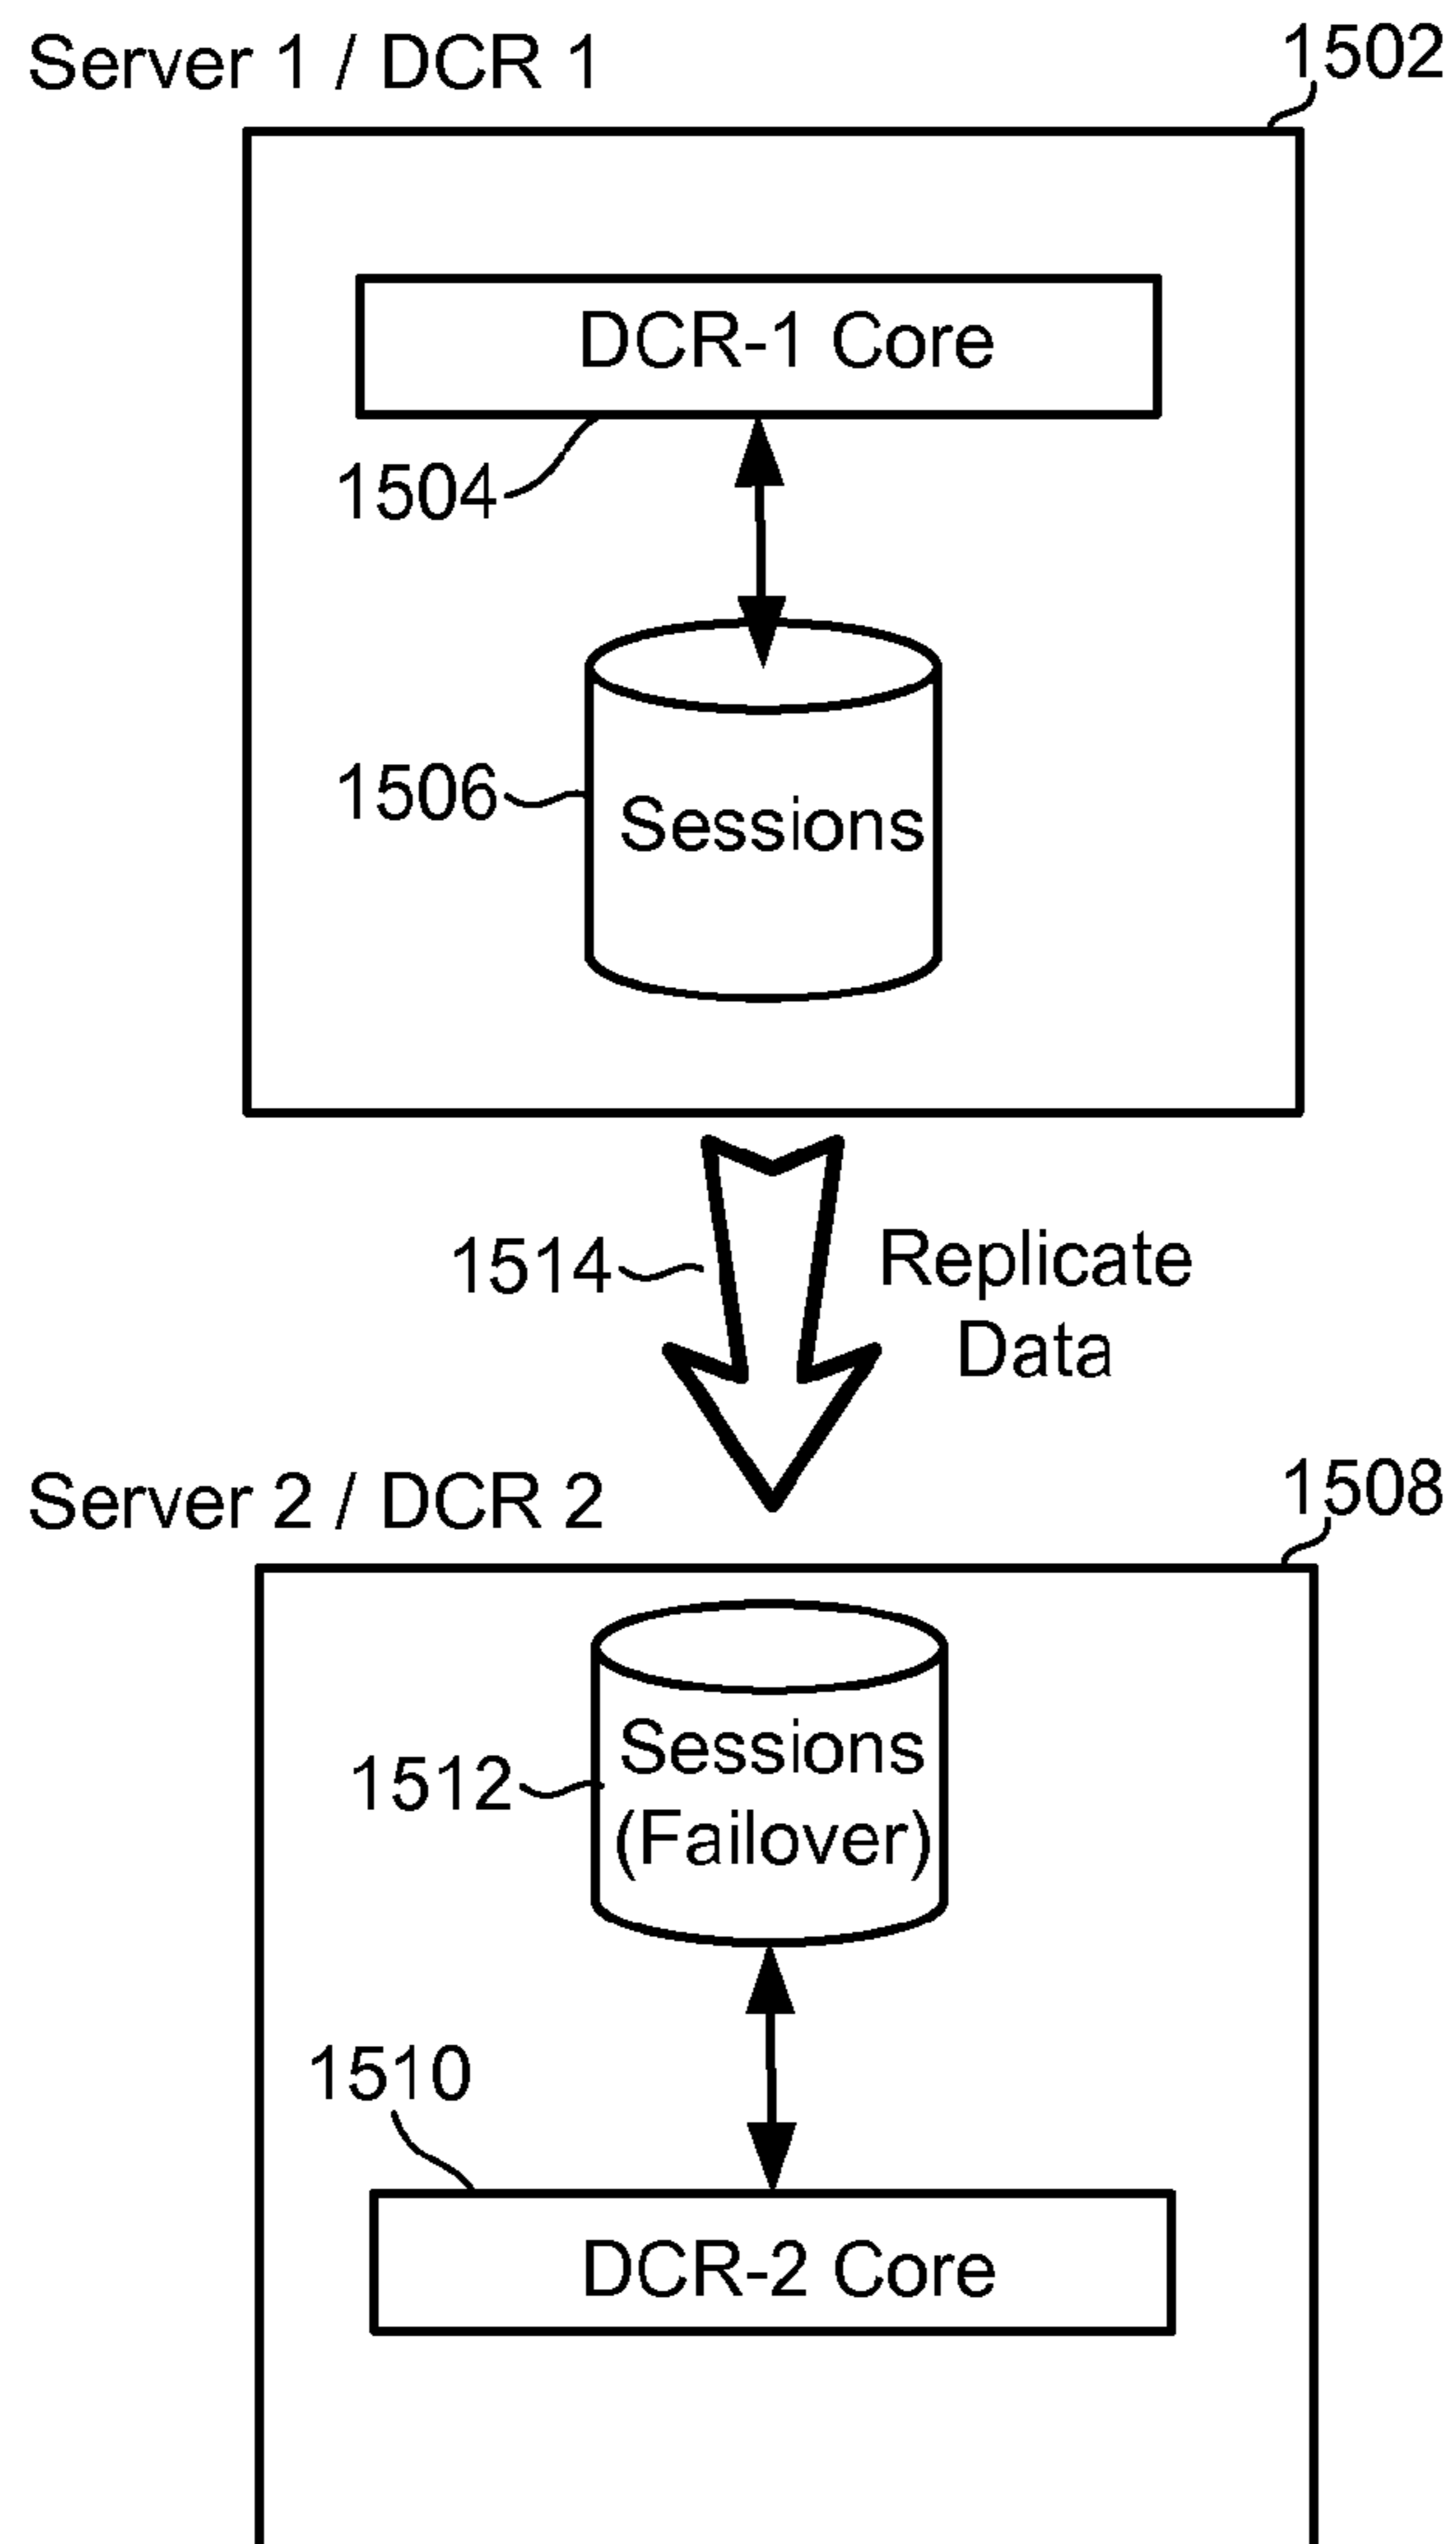 Server 1 / DCR 1
1502
DCR-1 Core
1504
1506
Sessions
1514
Replicate
Data
Server 2 / DCR 2
1508
Sessions
1512
(Failover)
1510
DCR-2 Core